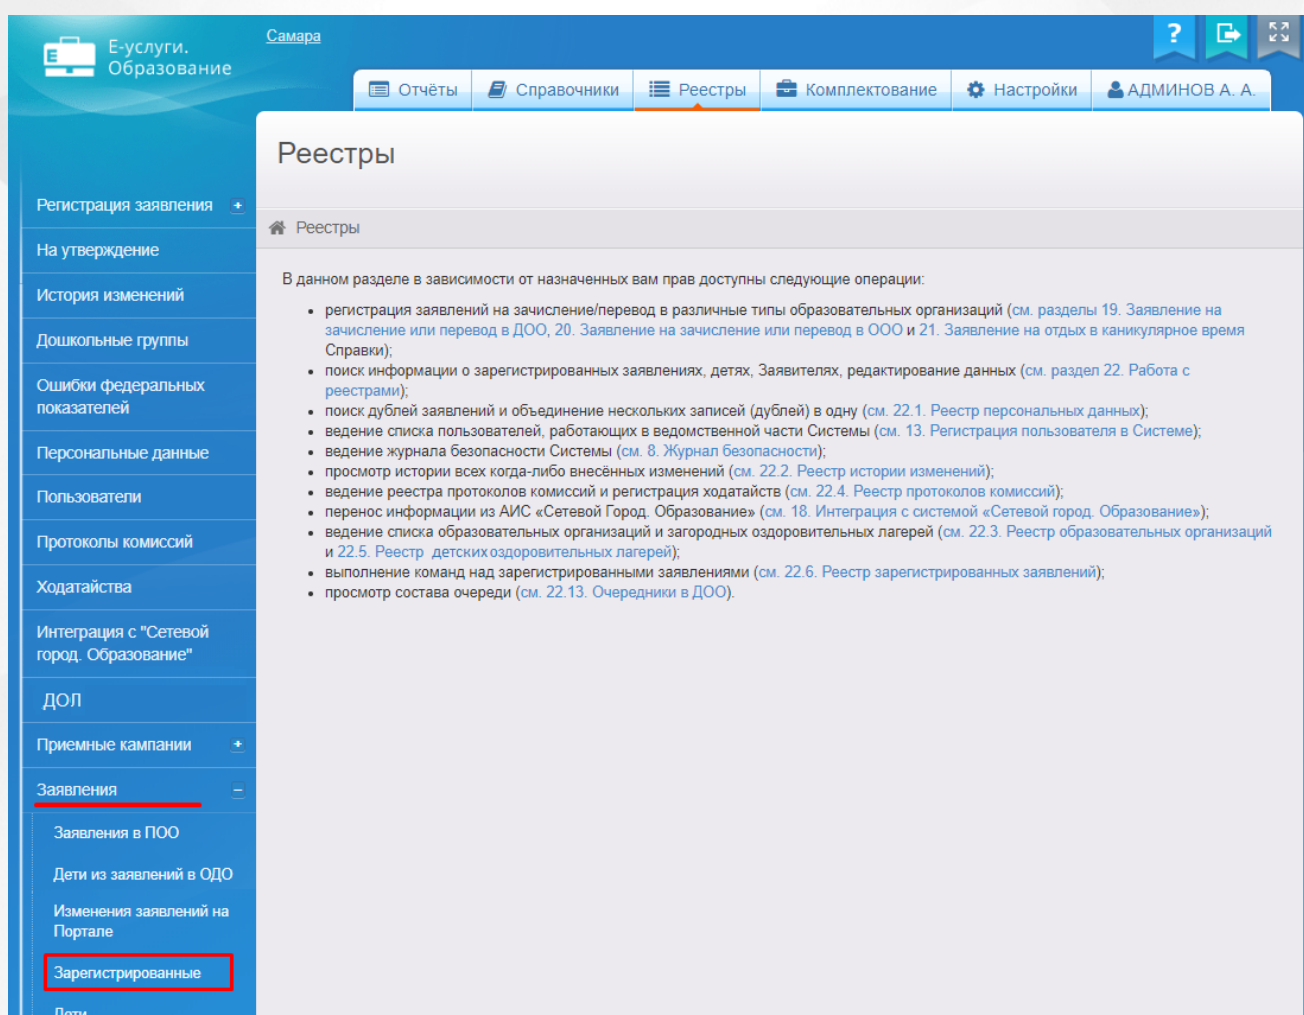 Е-услуги.
Образование
Самара
?
Отчёты
Справочники
Реестры
Комплектование
Настройки
АДМИНОВ А. А.
Реестры
Регистрация заявления
На утверждение
История изменений
Дошкольные группы
Ошибки федеральных
показателей
Персональные данные
Пользователи
Протоколы комиссий
Ходатайства
Интеграция с "Сетевой
город. Образование"
ДОЛ
Приемные кампании
Заявления
Заявления в ПОО
Дети из заявлений в ОДО
Изменения заявлений на
Портале
Зарегистрированные
Дети
Реестры
В данном разделе в зависимости от назначенных вам прав доступны следующие операции:
• регистрация заявлений на зачисление/перевод в различные типы образовательных организаций (см. разделы 19. Заявление на
зачисление или перевод в ДОО, 20. Заявление на зачисление или перевод в ООО и 21. Заявление на отдых в каникулярное время
Справки);
• поиск информации о зарегистрированных заявлениях, детях, Заявителях, редактирование данных (см. раздел 22. Работа с
реестрами);
• поиск дублей заявлений и объединение нескольких записей (дублей) в одну (см. 22.1. Реестр персональных данных);
• ведение списка пользователей, работающих в ведомственной части Системы (см. 13. Регистрация пользователя в Системе);
• ведение журнала безопасности Системы (см. 8. Журнал безопасности);
• просмотр истории всех когда-либо внесённых изменений (см. 22.2. Реестр истории изменений);
• ведение реестра протоколов комиссий и регистрация ходатайств (см. 22.4. Реестр протоколов комиссий);
• перенос информации из АИС «Сетевой Город. Образование» (см. 18. Интеграция с системой «Сетевой город. Образование»);
• ведение списка образовательных организаций и загородных оздоровительных лагерей (см. 22.3. Реестр образовательных организаций
и 22.5. Реестр детских оздоровительных лагерей);
• выполнение команд над зарегистрированными заявлениями (см. 22.6. Реестр зарегистрированных заявлений);
• просмотр состава очереди (см. 22.13. Очередники в ДОО).